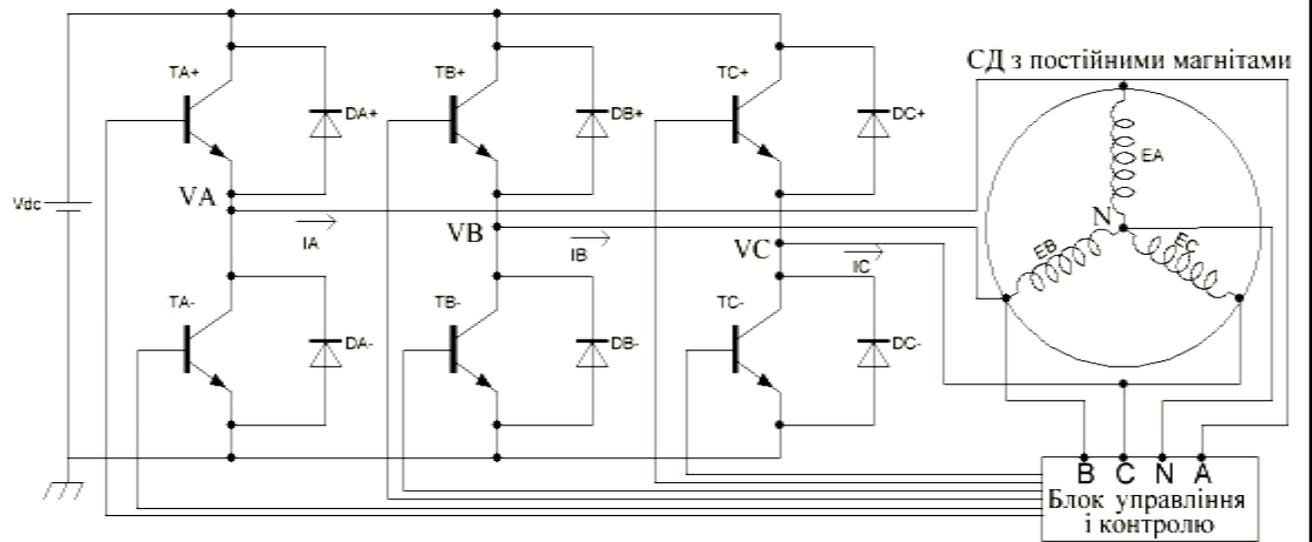 СД з постійними магнітами
TA+
DA+
TB+
DB+
TC+
DC+
EA
Vdc
VA
IA
VB
IB
VC
IC
N
EB
EC
TA-
DA-
TB-
DB-
TC-
DC-
B C N A
Блок управління
і контролю